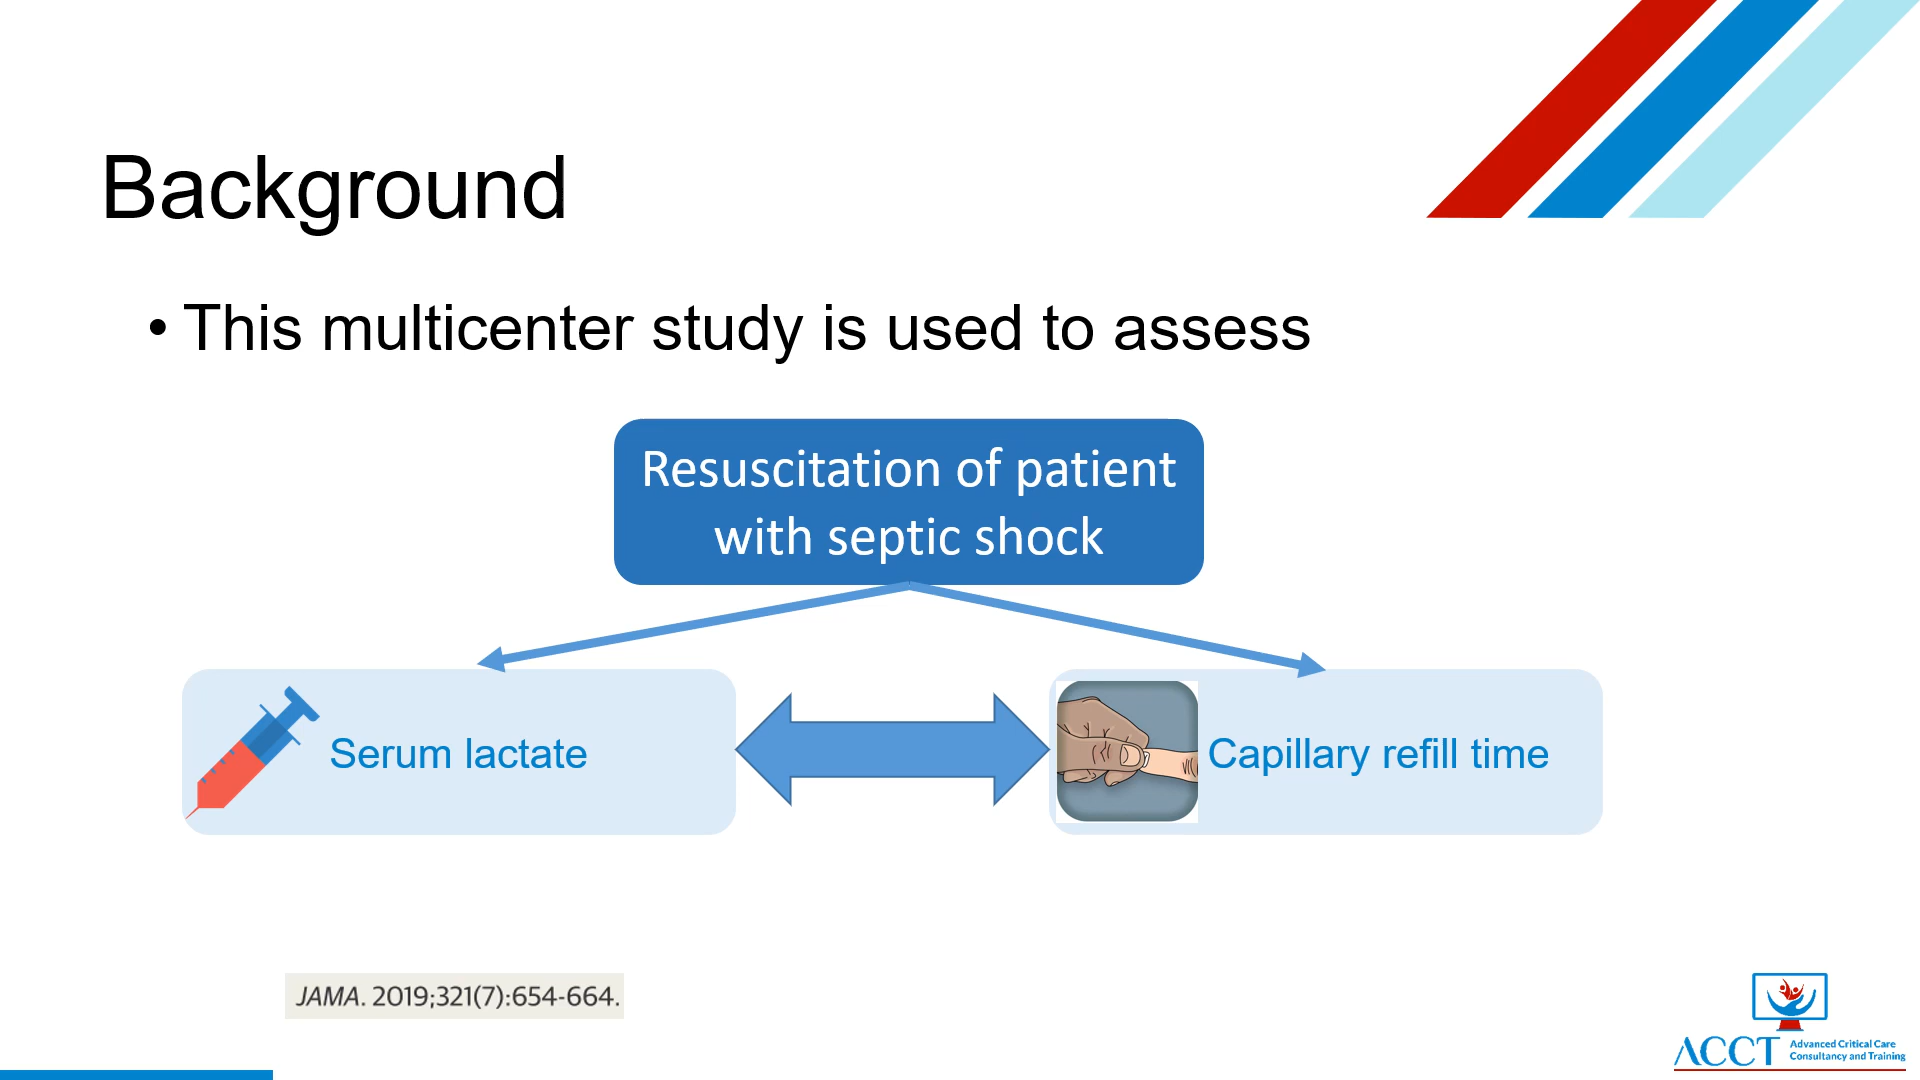 Background
• This multicenter study is used to assess
Resuscitation of patient
with septic shock
Serum lactate
Capillary refill time
JAMA. 2019;321(7):654-664.
ACCT
Advanced Critical Care
Consultancy and Training